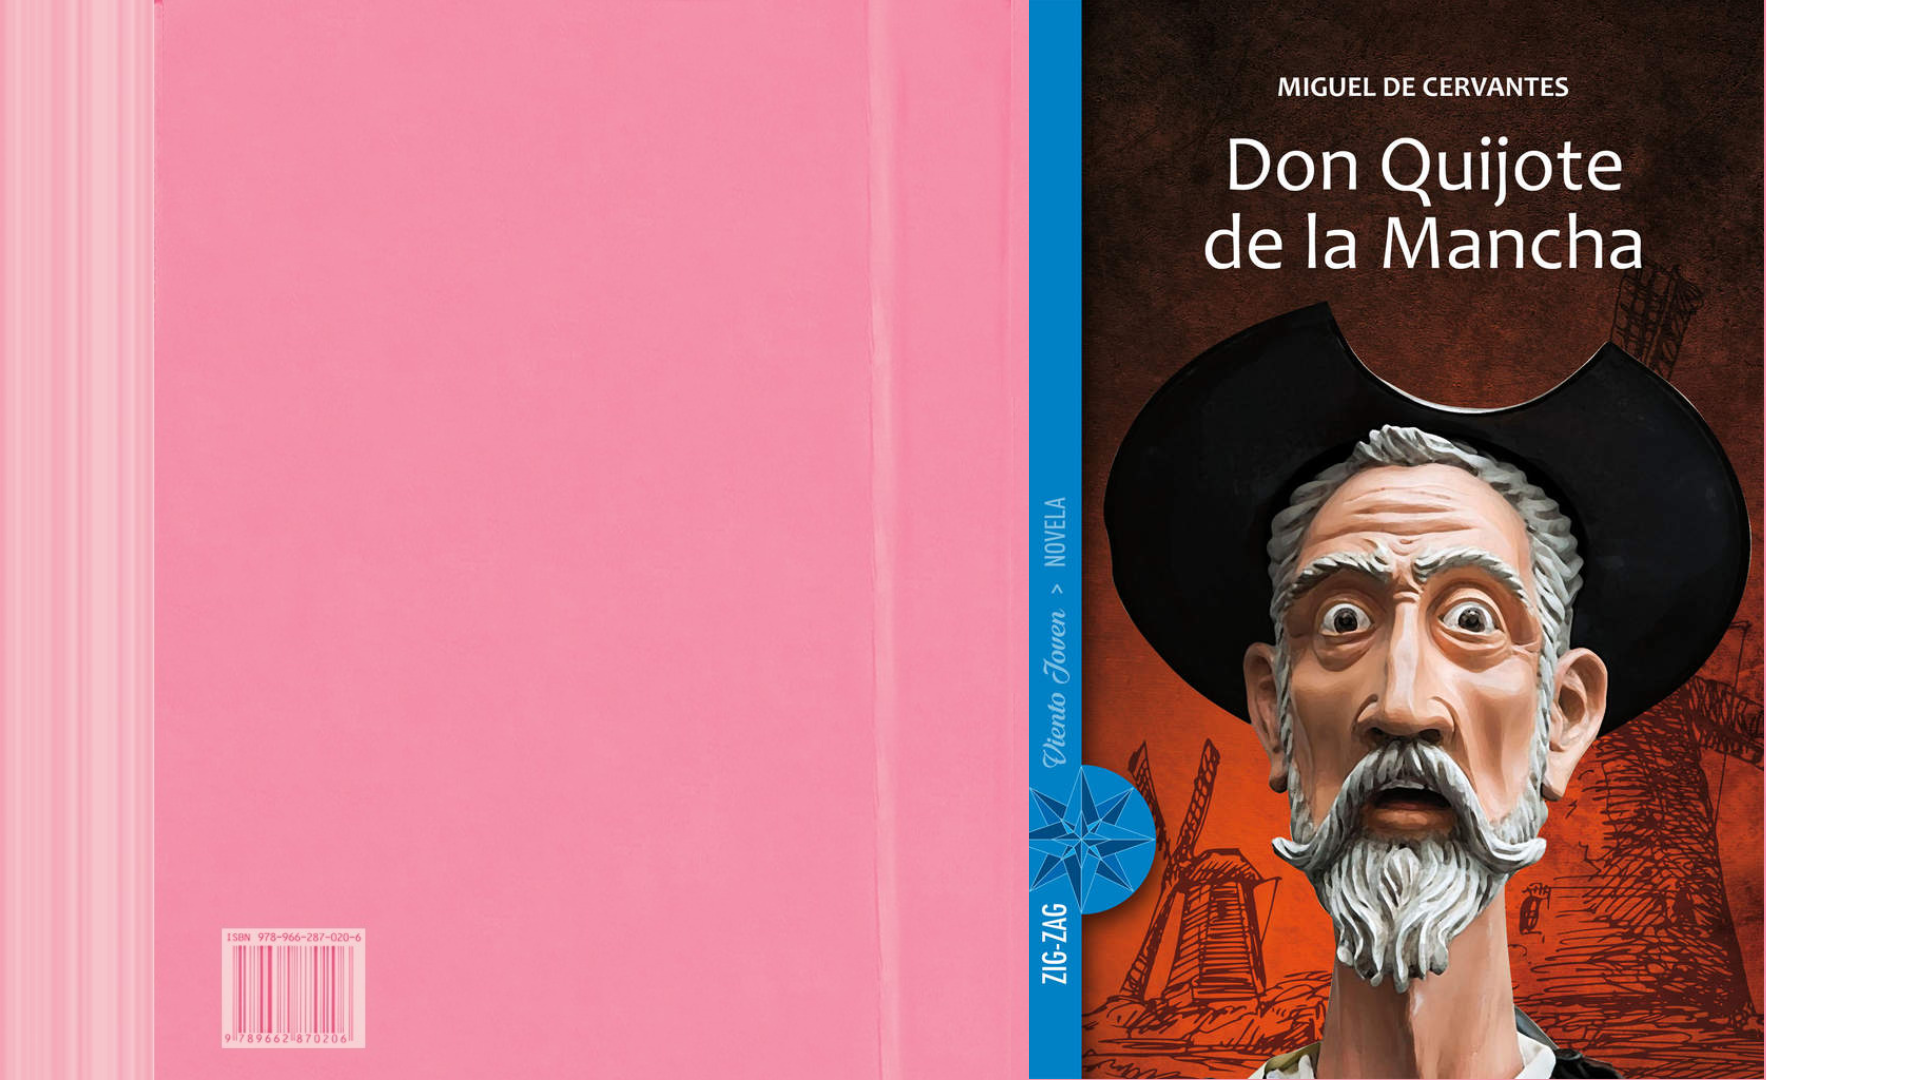 ISBN 978-966-287-020-6
9 789662 870206
ZIG-ZAG
Viento Joven > NOVELA
MIGUEL DE CERVANTES
Don Quijote
de la Mancha